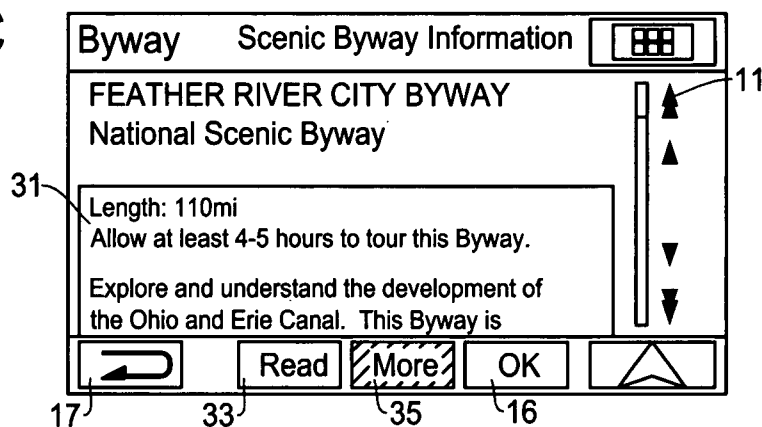 C
Byway Scenic Byway Information
FEATHER RIVER CITY BYWAY
11
National Scenic Byway
31
Length: 110mi
Allow at least 4-5 hours to tour this Byway.
Explore and understand the development of
the Ohio and Erie Canal. This Byway is
Read More OK
17 33 35 16